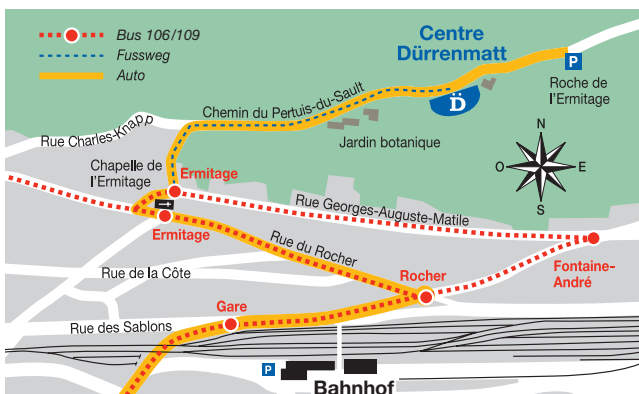 Bus 106/109
Fussweg
Auto
Centre
Dürrenmatt
P
D̈
Roche de
l'Ermitage
Chemin du Pertuis-du-Sault
Rue Charles-Knapp
Jardin botanique
N
O
E
S
Chapelle de
l'Ermitage
Ermitage
Ermitage
Rue Georges-Auguste-Matile
Rue du Rocher
Rue de la Côte
Rocher
Fontaine-
André
Gare
Rue des Sablons
P
Bahnhof